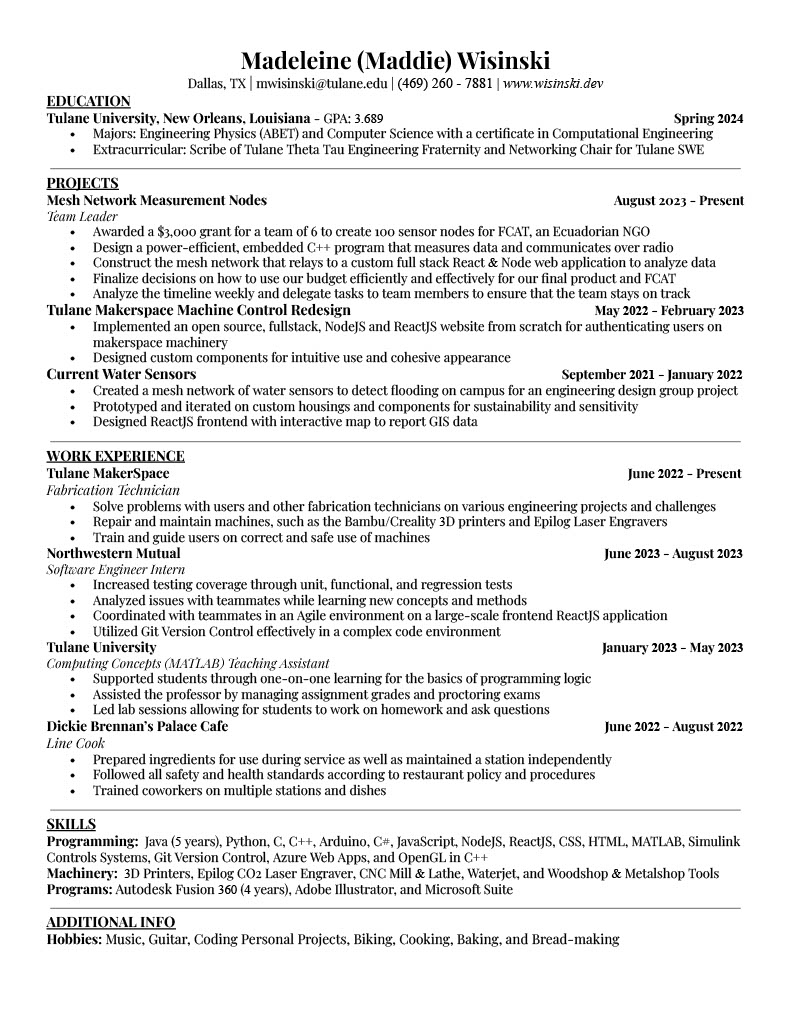 Madeleine (Maddie) Wisinski
Dallas, TX | mwisinski@tulane.edu | (469) 260 - 7881 | www.wisinski.dev
EDUCATION
Tulane University, New Orleans, Louisiana - GPA: 3.689 Spring 2024
• Majors: Engineering Physics (ABET) and Computer Science with a certificate in Computational Engineering
• Extracurricular: Scribe of Tulane Theta Tau Engineering Fraternity and Networking Chair for Tulane SWE
PROJECTS
Mesh Network Measurement Nodes August 2023 - Present
Team Leader
• Awarded a $3,000 grant for a team of 6 to create 100 sensor nodes for FCAT, an Ecuadorian NGO
• Design a power-efficient, embedded C++ program that measures data and communicates over radio
• Construct the mesh network that relays to a custom full stack React & Node web application to analyze data
• Finalize decisions on how to use our budget efficiently and effectively for our final product and FCAT
• Analyze the timeline weekly and delegate tasks to team members to ensure that the team stays on track
Tulane Makerspace Machine Control Redesign May 2022 - February 2023
• Implemented an open source, fullstack, NodeJS and ReactJS website from scratch for authenticating users on
makerspace machinery
• Designed custom components for intuitive use and cohesive appearance
Current Water Sensors September 2021 - January 2022
• Created a mesh network of water sensors to detect flooding on campus for an engineering design group project
• Prototyped and iterated on custom housings and components for sustainability and sensitivity
• Designed ReactJS frontend with interactive map to report GIS data
WORK EXPERIENCE
Tulane MakerSpace June 2022 - Present
Fabrication Technician
• Solve problems with users and other fabrication technicians on various engineering projects and challenges
• Repair and maintain machines, such as the Bambu/Creality 3D printers and Epilog Laser Engravers
• Train and guide users on correct and safe use of machines
Northwestern Mutual June 2023 - August 2023
Software Engineer Intern
• Increased testing coverage through unit, functional, and regression tests
• Analyzed issues with teammates while learning new concepts and methods
• Coordinated with teammates in an Agile environment on a large-scale frontend ReactJS application
• Utilized Git Version Control effectively in a complex code environment
Tulane University January 2023 - May 2023
Computing Concepts (MATLAB) Teaching Assistant
• Supported students through one-on-one learning for the basics of programming logic
• Assisted the professor by managing assignment grades and proctoring exams
• Led lab sessions allowing for students to work on homework and ask questions
Dickie Brennan's Palace Cafe June 2022 - August 2022
Line Cook
• Prepared ingredients for use during service as well as maintained a station independently
• Followed all safety and health standards according to restaurant policy and procedures
• Trained coworkers on multiple stations and dishes
SKILLS
Programming: Java (5 years), Python, C, C++, Arduino, C#, JavaScript, NodeJS, ReactJS, CSS, HTML, MATLAB, Simulink
Controls Systems, Git Version Control, Azure Web Apps, and OpenGL in C++
Machinery: 3D Printers, Epilog CO2 Laser Engraver, CNC Mill & Lathe, Waterjet, and Woodshop & Metalshop Tools
Programs: Autodesk Fusion 360 (4 years), Adobe Illustrator, and Microsoft Suite
ADDITIONAL INFO
Hobbies: Music, Guitar, Coding Personal Projects, Biking, Cooking, Baking, and Bread-making